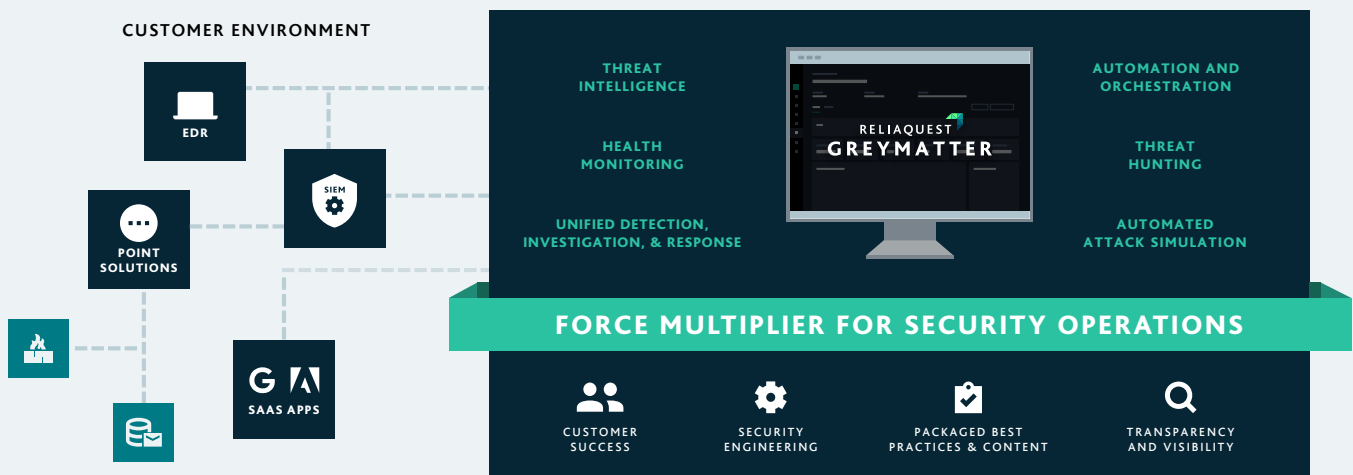 CUSTOMER ENVIRONMENT
EDR
SIEM
POINT
SOLUTIONS
G
SAAS APPS
THREAT
INTELLIGENCE
HEALTH
MONITORING
UNIFIED DETECTION,
INVESTIGATION, & RESPONSE
RELIAQUEST
GREYMATTER
AUTOMATION AND
ORCHESTRATION
THREAT
HUNTING
AUTOMATED
ATTACK SIMULATION
FORCE MULTIPLIER FOR SECURITY OPERATIONS
CUSTOMER
SUCCESS
SECURITY
ENGINEERING
PACKAGED BEST
PRACTICES & CONTENT
TRANSPARENCY
AND VISIBILITY